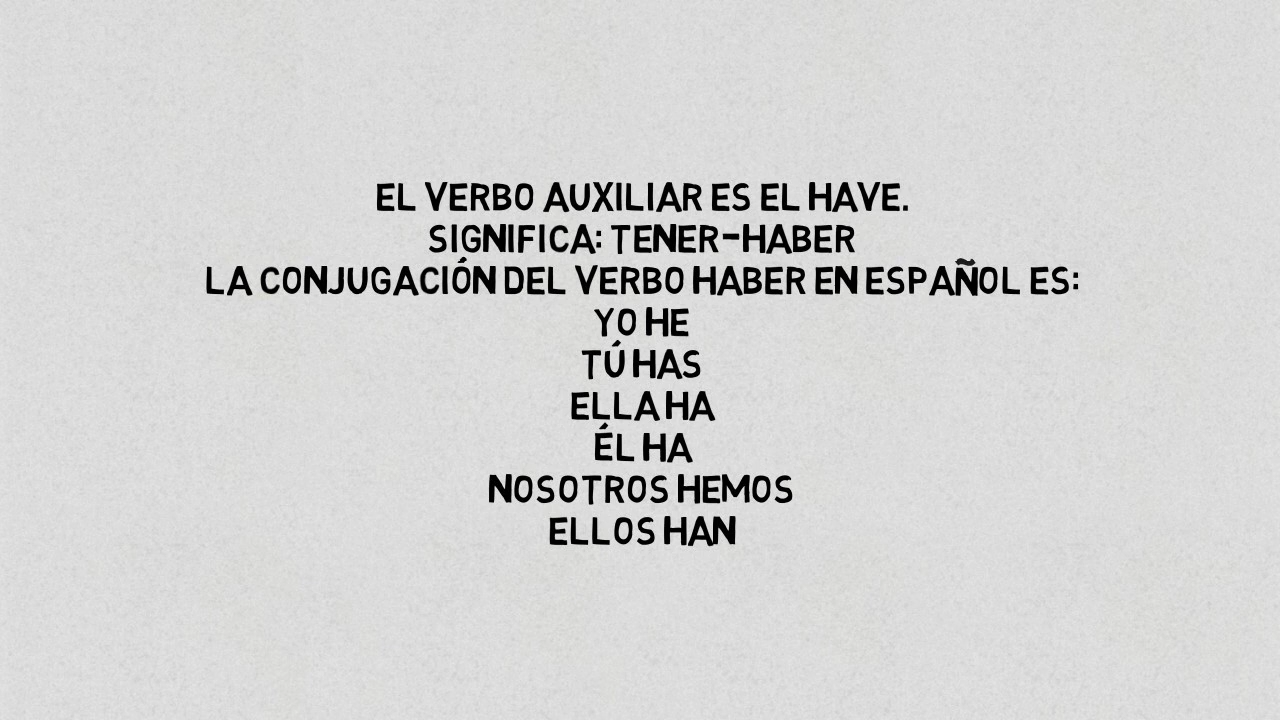 EL VERBO AUXILIAR ES EL HAVE.
SIGNIFICA: TENER-HABER
LA CONJUGACIÓN DEL VERBO HABER EN ESPAÑOL ES:
YO HE
TÚ HAS
ELLA HA
ÉL HA
NOSOTROS HEMOS
ELLOS HAN